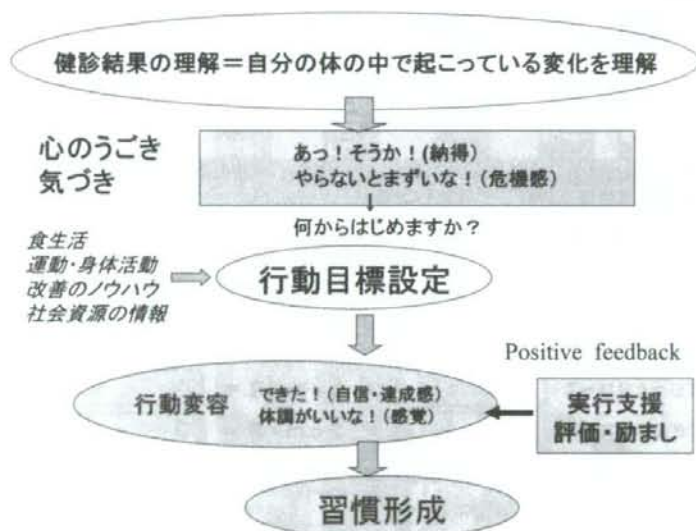 健診結果の理解＝自分の体の中で起こっている変化を理解
心のうごき
気づき
あっ！そうか！(納得)
やらないとまずいな！（危機感）
何からはじめますか？
食生活
運動・身体活動
改善のノウハウ
社会資源の情報
行動目標設定
Positive feedback
行動変容
できた！（自信・達成感）
体調がいいな！（感覚）
実行支援
評価・励まし
習慣形成